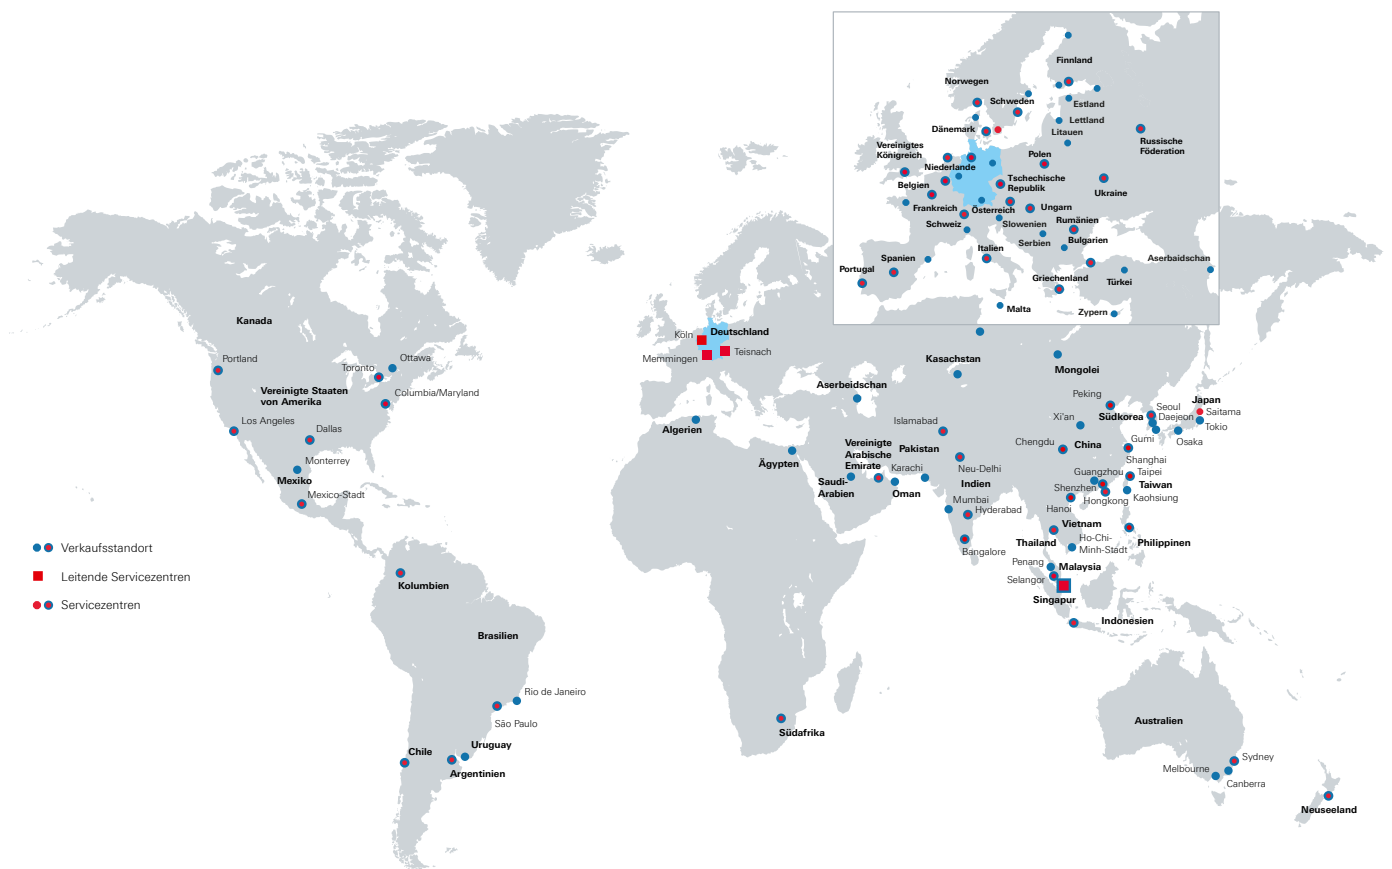 Finnland
Norwegen
Schweden
Estland
Dänemark
Lettland
Litauen
Russische
Föderation
Vereinigtes
Königreich
Polen
Niederlande
Tschechische
Republik
Belgien
Ukraine
Frankreich
Österreich
Ungarn
Schweiz
Slowenien
Rumänien
Serbien
Bulgarien
Italien
Spanien
Aserbaidschan
Portugal
Griechenland
Türkei
Malta
Zypern
Kanada
Köln
Deutschland
Memmingen
Teisnach
Portland
Ottawa
Toronto
Vereinigte Staaten
von Amerika
Columbia/Maryland
Los Angeles
Dallas
Monterrey
Mexiko
Mexico-Stadt
Kasachstan
Mongolei
Aserbeidschan
Algerien
Ägypten
Islamabad
Pakistan
Peking
Xi'an
Chengdu
China
Südkorea
Seoul
Daejeon
Gumi
Japan
Saitama
Tokio
Osaka
Shanghai
Vereinigte
Arabische
Emirate
Saudi-
Arabien
Karachi
Oman
Neu-Delhi
Indien
Mumbai
Hyderabad
Bangalore
Guangzhou
Shenzhen
Hongkong
Taipei
Taiwan
Kaohsiung
Hanoi
Vietnam
Thailand
Ho-Chi-
Minh-Stadt
Philippinen
Penang
Malaysia
Selangor
Singapur
Indonesien
Verkaufsstandort
Leitende Servicezentren
Servicezentren
Kolumbien
Brasilien
Rio de Janeiro
São Paulo
Uruguay
Chile
Argentinien
Südafrika
Australien
Sydney
Melbourne
Canberra
Neuseeland